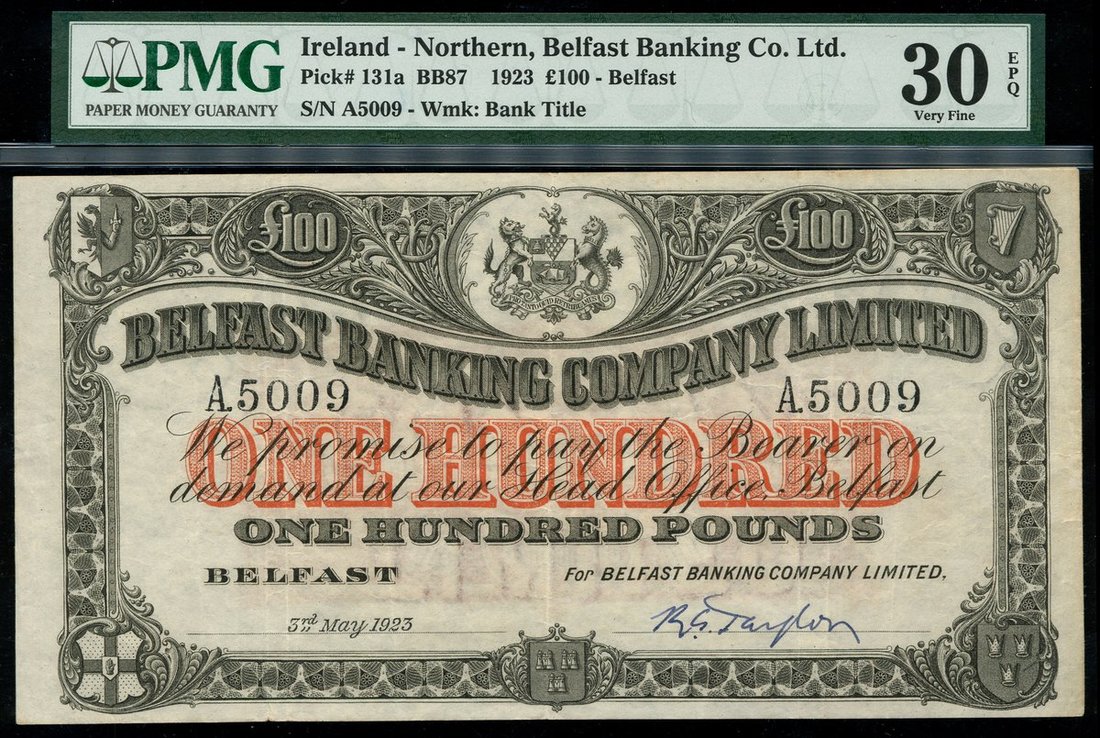 PMG
PAPER MONEY GUARANTY
Ireland - Northern, Belfast Banking Co. Ltd.
Pick# 131a BB87 1923 £100 - Belfast
S/N A5009 - Wmk: Bank Title
30
EPQ
Very Fine
£100
£100
BELFAST BANKING COMPANY LIMITED
A.5009
A.5009
ONE HUNDRED
We promise to pay the Bearer on
demand at our Head Office, Belfast
ONE HUNDRED POUNDS
BELFAST
For BELFAST BANKING COMPANY LIMITED.
3rd May 1923